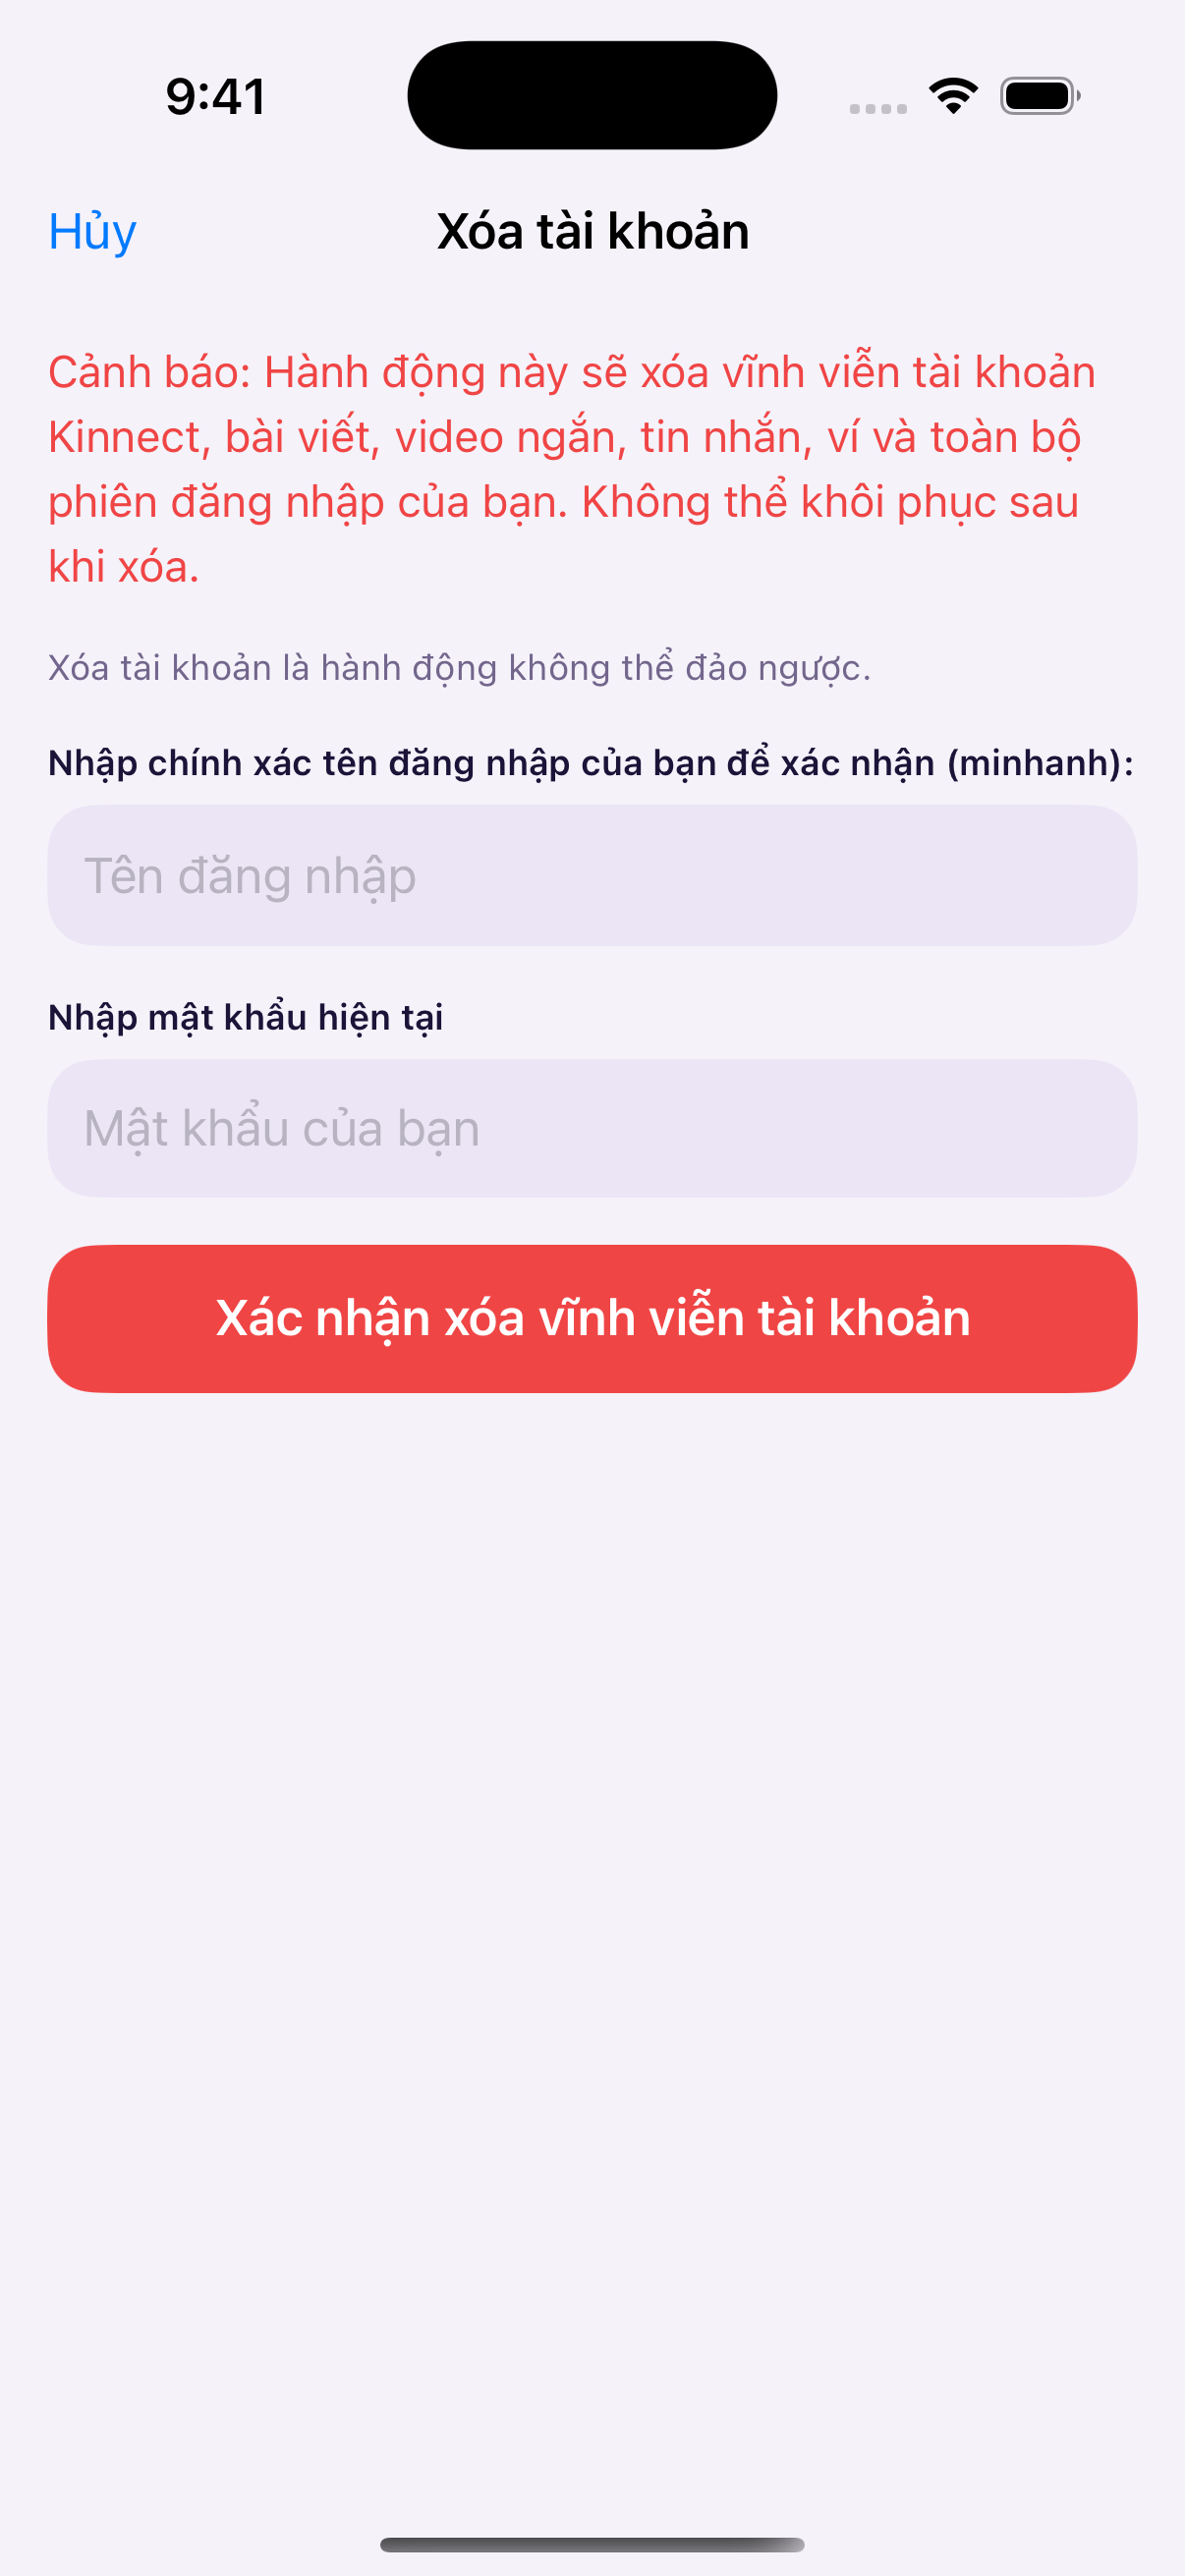 9:41
Hủy
Xóa tài khoản
Cảnh báo: Hành động này sẽ xóa vĩnh viễn tài khoản
Kinnect, bài viết, video ngắn, tin nhắn, ví và toàn bộ
phiên đăng nhập của bạn. Không thể khôi phục sau
khi xóa.
Xóa tài khoản là hành động không thể đảo ngược.
Nhập chính xác tên đăng nhập của bạn để xác nhận (minhanh):
Tên đăng nhập
Nhập mật khẩu hiện tại
Mật khẩu của bạn
Xác nhận xóa vĩnh viễn tài khoản